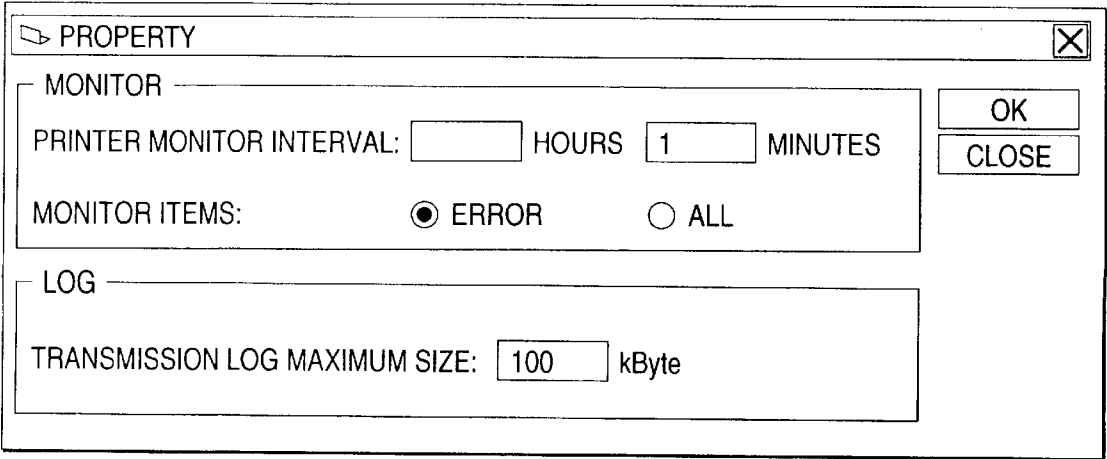 PROPERTY
MONITOR
PRINTER MONITOR INTERVAL: HOURS 1 MINUTES
MONITOR ITEMS: ERROR ALL
OK
CLOSE
LOG
TRANSMISSION LOG MAXIMUM SIZE: 100 kByte